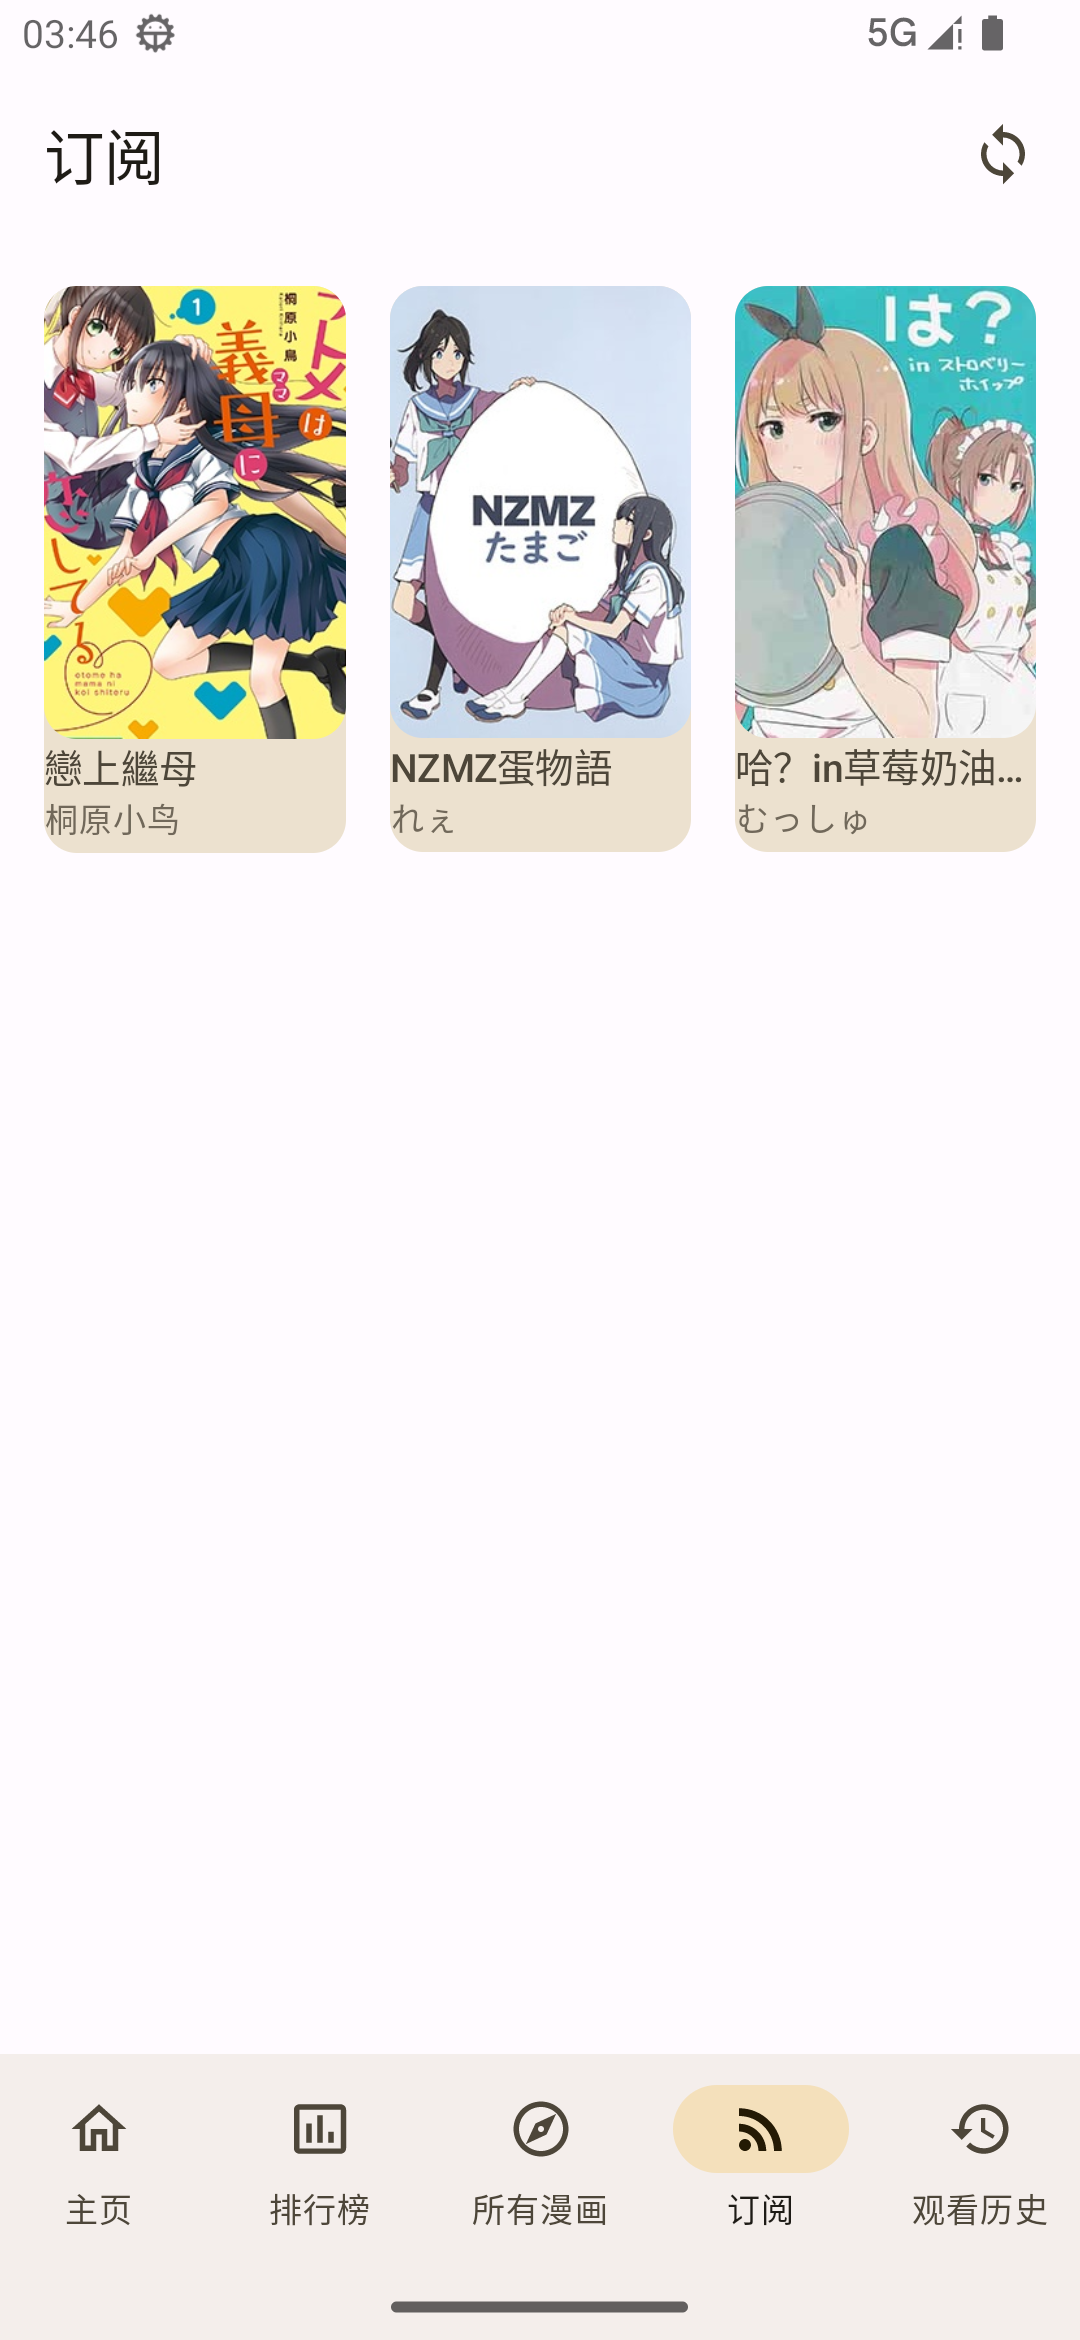 03:46
5G
订阅
1
桐原小鳥
乙女
義母
ママ
は
に
恋してる
otome ha
mama ni
koi shiteru
NZMZ
たまご
は？
in ストロベリー
ホイップ
戀上繼母
桐原小鸟
NZMZ蛋物語
れぇ
哈？in草莓奶油...
むっしゅ
主页
排行榜
所有漫画
订阅
观看历史